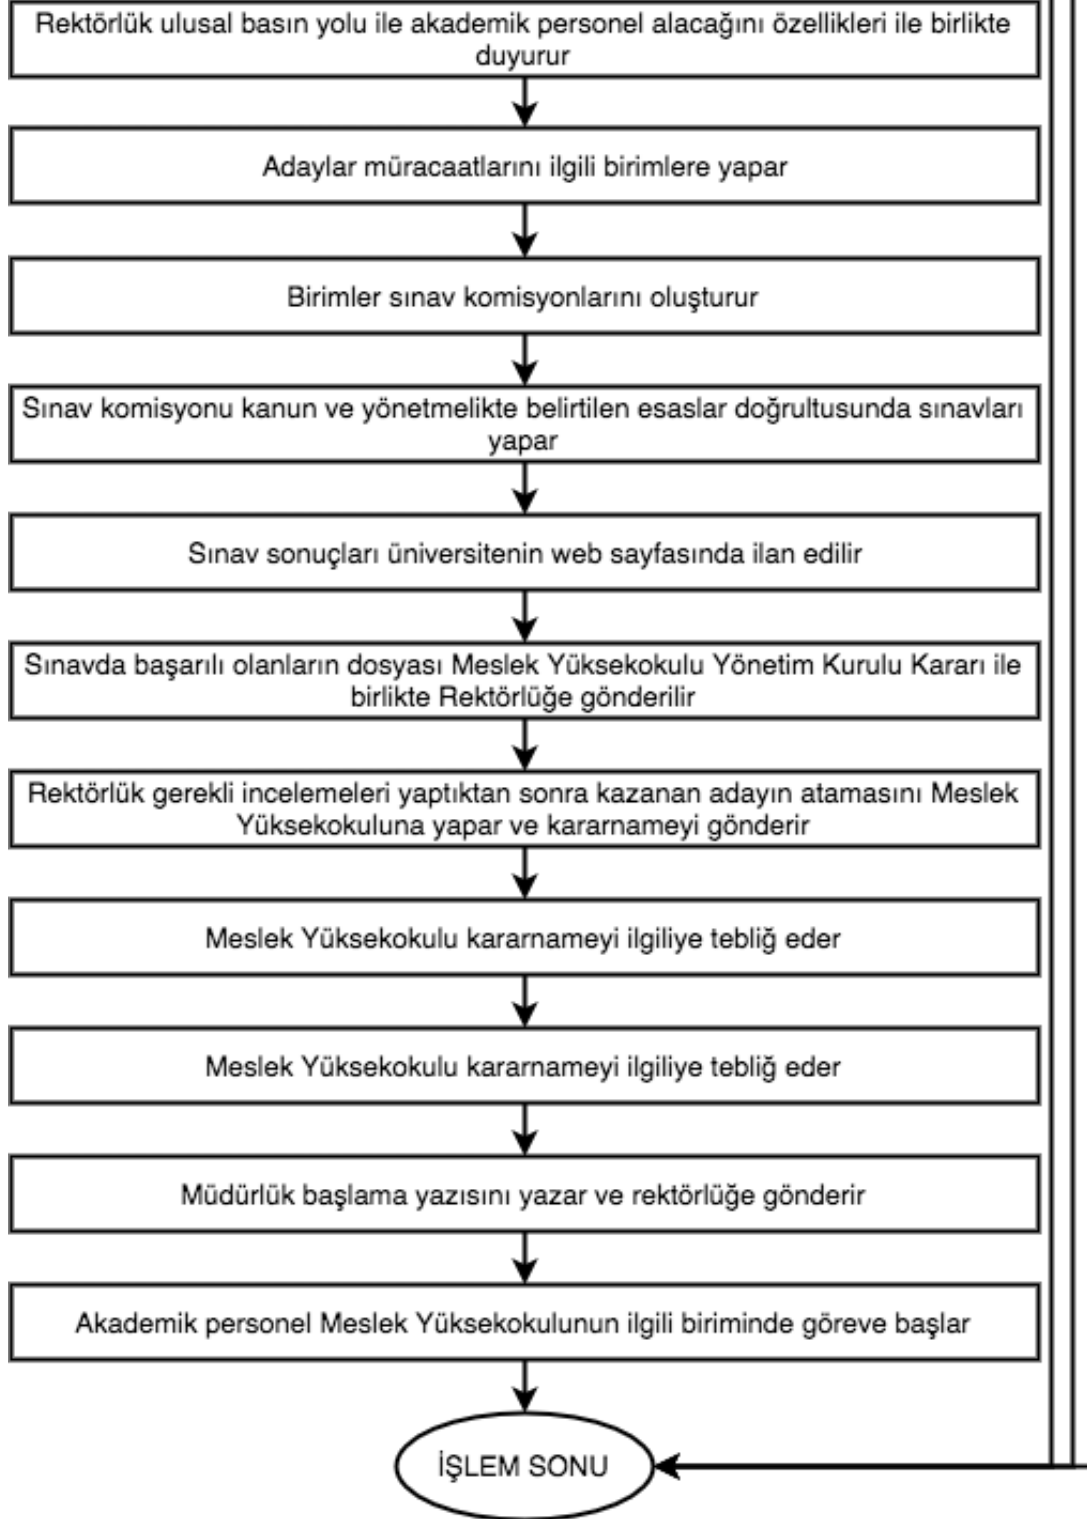 Rektörlük ulusal basın yolu ile akademik personel alacağını özellikleri ile birlikte
duyurur
Adaylar müracaatlarını ilgili birimlere yapar
Birimler sınav komisyonlarını oluşturur
Sınav komisyonu kanun ve yönetmelikte belirtilen esaslar doğrultusunda sınavları
yapar
Sınav sonuçları üniversitenin web sayfasında ilan edilir
Sınavda başarılı olanların dosyası Meslek Yüksekokulu Yönetim Kurulu Kararı ile
birlikte Rektörlüğe gönderilir
Rektörlük gerekli incelemeleri yaptıktan sonra kazanan adayın atamasını Meslek
Yüksekokuluna yapar ve kararnameyi gönderir
Meslek Yüksekokulu kararnameyi ilgiliye tebliğ eder
Meslek Yüksekokulu kararnameyi ilgiliye tebliğ eder
Müdürlük başlama yazısını yazar ve rektörlüğe gönderir
Akademik personel Meslek Yüksekokulunun ilgili biriminde göreve başlar
İŞLEM SONU